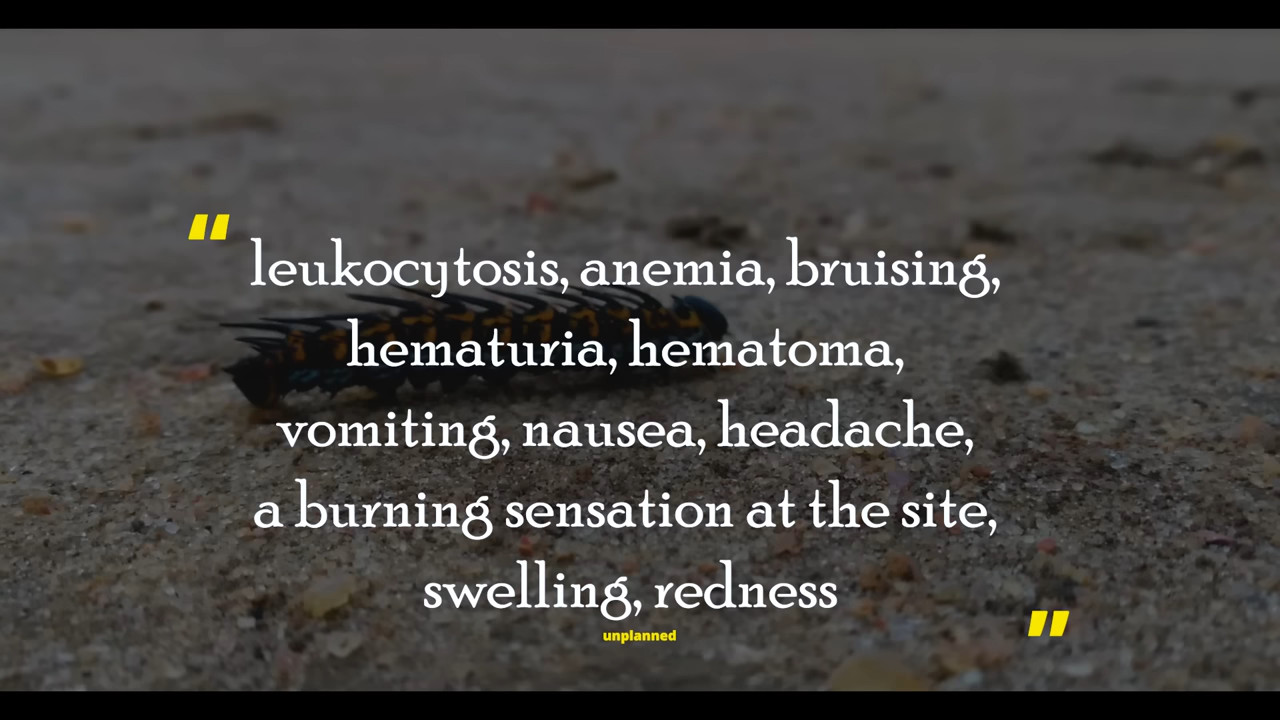 "leukocytosis, anemia, bruising,
hematuria, hematoma,
vomiting, nausea, headache,
a burning sensation at the site,
swelling, redness"
unplanned